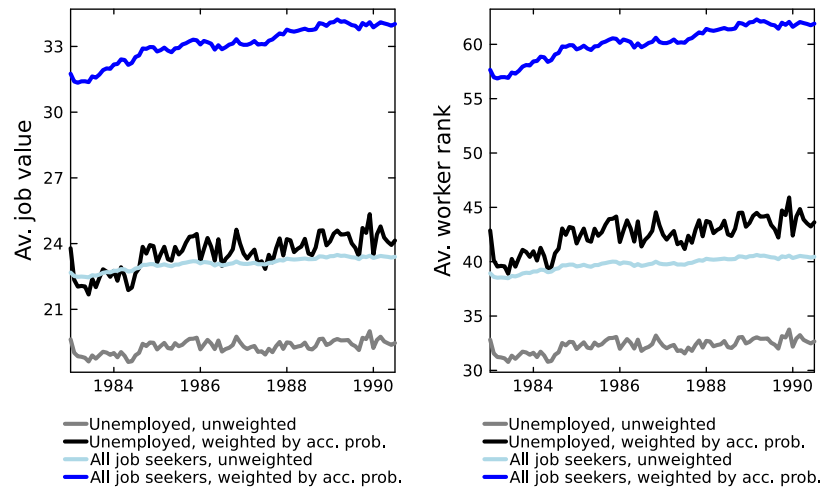 33
31
27
24
21
Av. job value
1984 1986 1988 1990
Unemployed, unweighted
Unemployed, weighted by acc. prob.
All job seekers, unweighted
All job seekers, weighted by acc. prob.
60
55
50
45
40
35
30
Av. worker rank
1984 1986 1988 1990
Unemployed, unweighted
Unemployed, weighted by acc. prob.
All job seekers, unweighted
All job seekers, weighted by acc. prob.